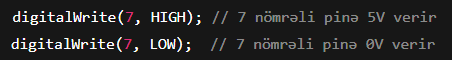 digitalWrite(7, HIGH); // 7 nömrəli pinə 5V verir
digitalWrite(7, LOW);  // 7 nömrəli pinə 0V verir